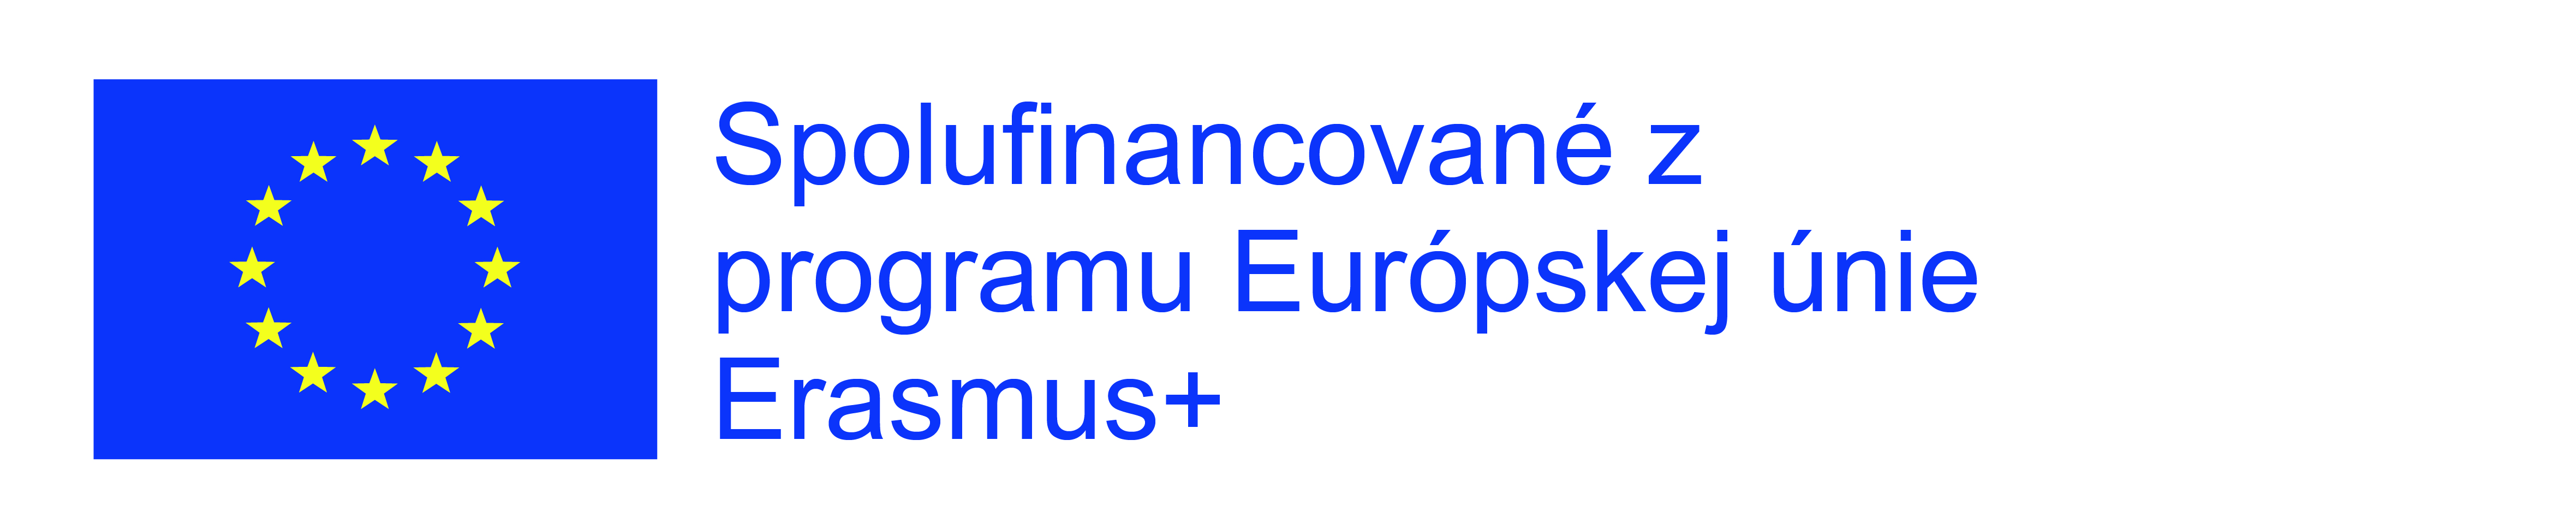 Spolufinancované z
programu Európskej únie
Erasmus+